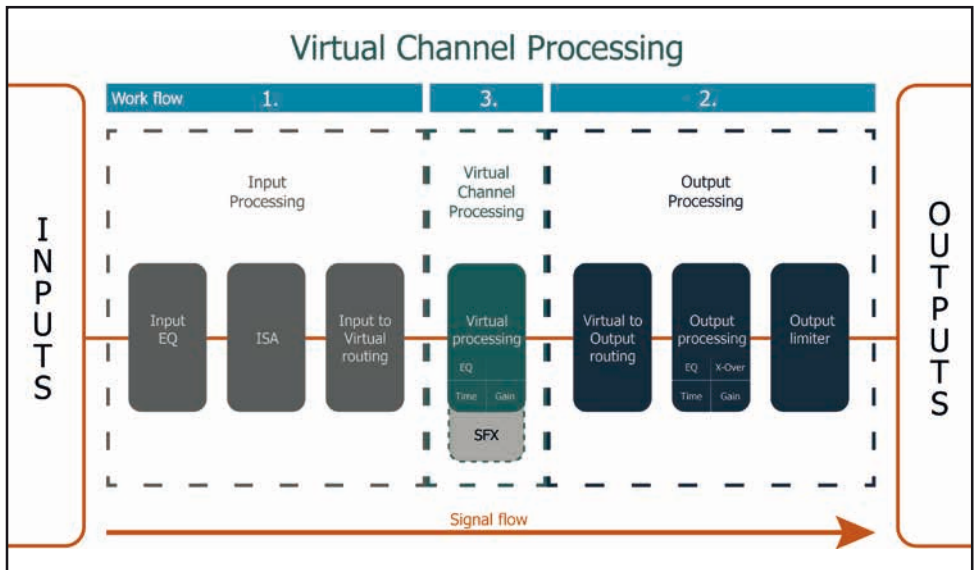 Virtual Channel Processing
Work flow 1. 3. 2.
INPUTS
Input
Processing
Virtual
Channel
Processing
Output
Processing
OUTPUTS
Input
EQ
ISA
Input to
Virtual
routing
Virtual
processing
EQ
Time Gain
SFX
Virtual to
Output
routing
Output
processing
EQ X-Over
Time Gain
Output
limiter
Signal flow